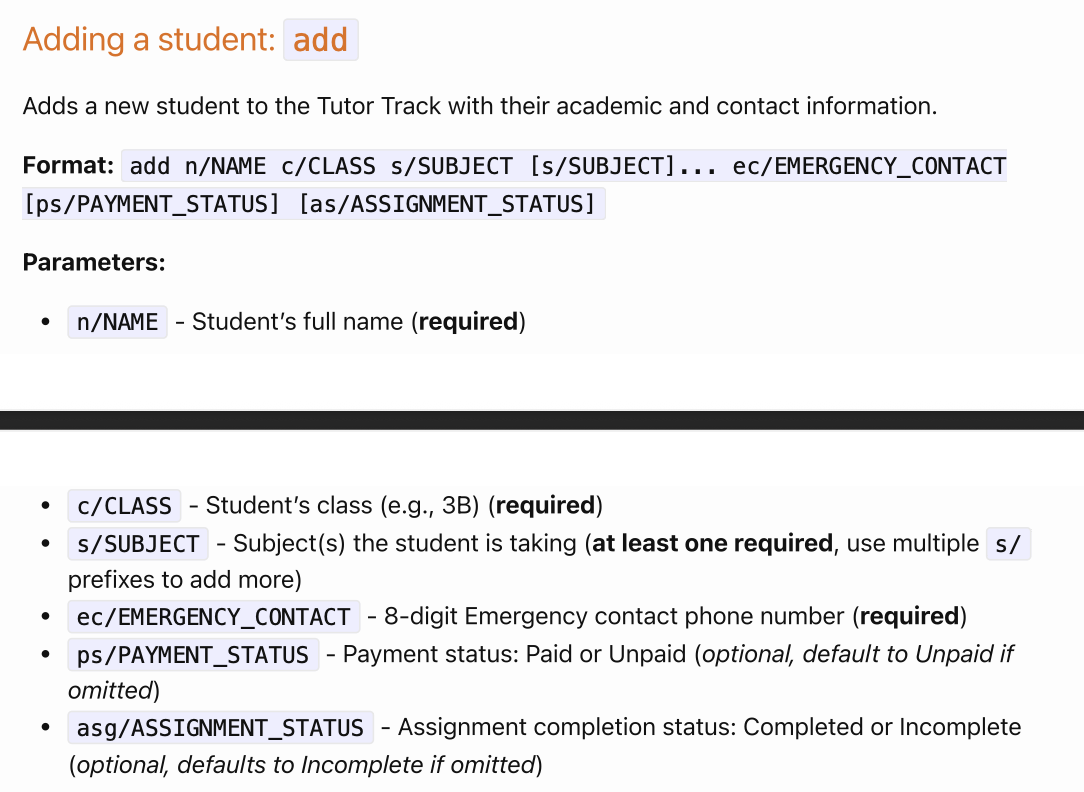 Adding a student: add
Adds a new student to the Tutor Track with their academic and contact information.
Format: add n/NAME c/CLASS s/SUBJECT [s/SUBJECT]... ec/EMERGENCY_CONTACT
[ps/PAYMENT_STATUS] [as/ASSIGNMENT_STATUS]
Parameters:
• n/NAME - Student’s full name (required)
• c/CLASS - Student’s class (e.g., 3B) (required)
• s/SUBJECT - Subject(s) the student is taking (at least one required, use multiple s/
prefixes to add more)
• ec/EMERGENCY_CONTACT - 8-digit Emergency contact phone number (required)
• ps/PAYMENT_STATUS - Payment status: Paid or Unpaid (optional, default to Unpaid if
omitted)
• asg/ASSIGNMENT_STATUS - Assignment completion status: Completed or Incomplete
(optional, defaults to Incomplete if omitted)